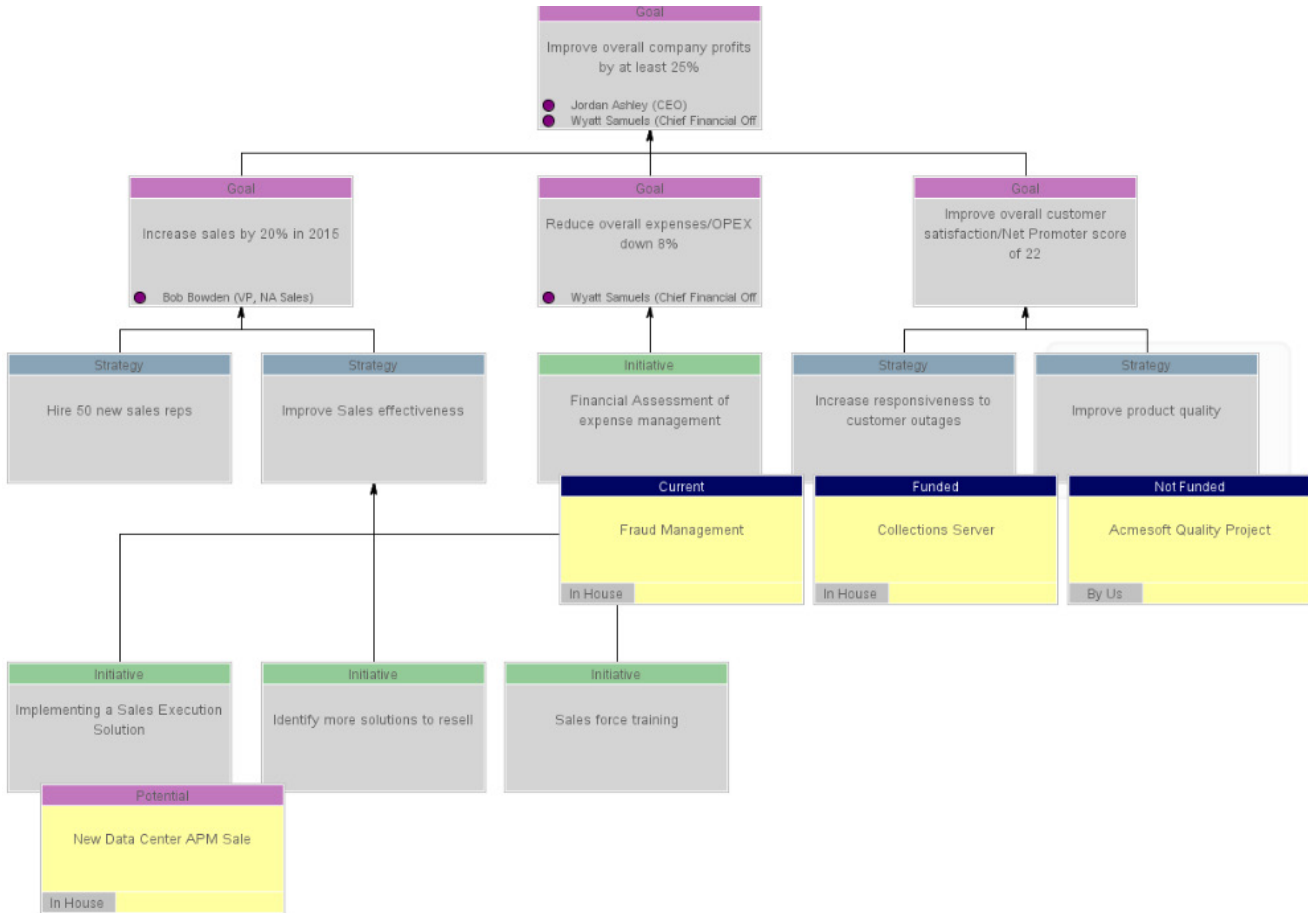 Goal
Improve overall company profits
by at least 25%
Jordan Ashley (CEO)
Wyatt Samuels (Chief Financial Off
Goal
Increase sales by 20% in 2015
Bob Bowden (VP, NA Sales)
Goal
Reduce overall expenses/OPEX
down 8%
Wyatt Samuels (Chief Financial Off
Goal
Improve overall customer
satisfaction/Net Promoter score
of 22
Strategy
Hire 50 new sales reps
Strategy
Improve Sales effectiveness
Initiative
Financial Assessment of
expense management
Strategy
Increase responsiveness to
customer outages
Strategy
Improve product quality
Current
Fraud Management
In House
Funded
Collections Server
In House
Not Funded
Acmesoft Quality Project
By Us
Initiative
Implementing a Sales Execution
Solution
Initiative
Identify more solutions to resell
Initiative
Sales force training
Potential
New Data Center APM Sale
In House